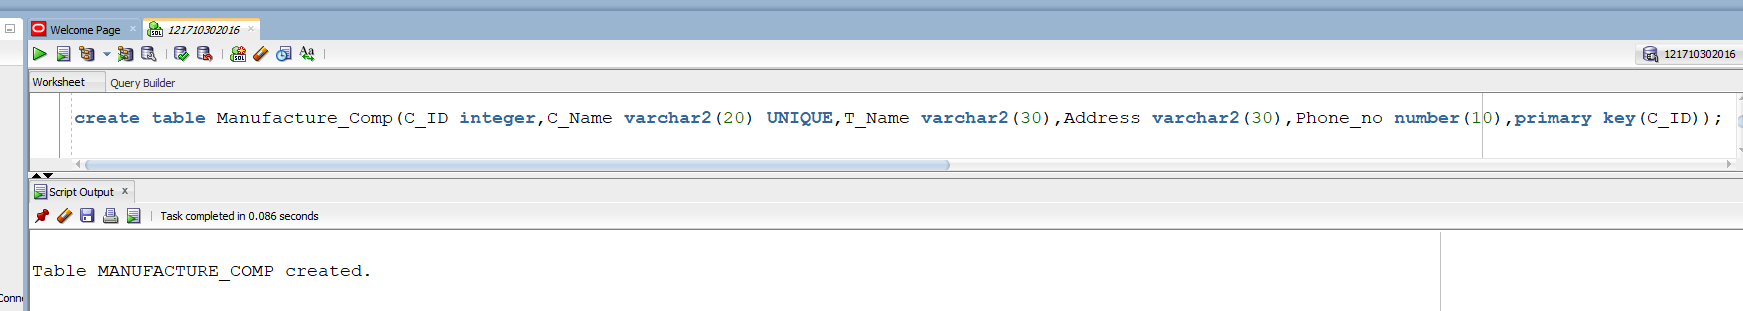 Welcome Page 121710302016
121710302016
Worksheet Query Builder
create table Manufacture_Comp(C_ID integer,C_Name varchar2(20) UNIQUE,T_Name varchar2(30),Address varchar2(30),Phone_no number(10),primary key(C_ID));
Script Output
Task completed in 0.086 seconds
Table MANUFACTURE_COMP created.
Conne